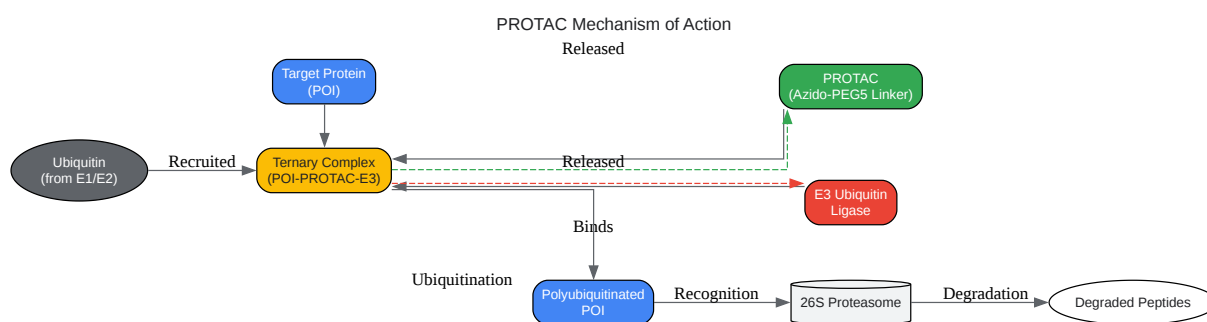 PROTAC Mechanism of Action
Released
Target Protein
(POI)
PROTAC
(Azido-PEG5 Linker)
Ubiquitin
(from E1/E2)
Recruited
Ternary Complex
(POI-PROTAC-E3)
Released
E3 Ubiquitin
Ligase
Binds
Ubiquitination
Polyubiquitinated
POI
Recognition
26S Proteasome
Degradation
Degraded Peptides